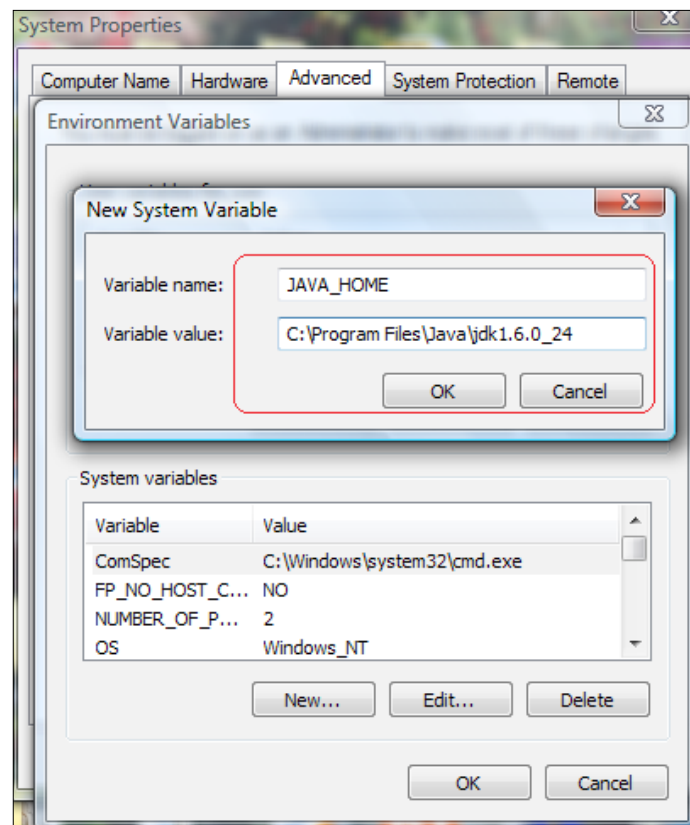 System Properties
Computer Name Hardware Advanced System Protection Remote
Environment Variables
New System Variable
Variable name: JAVA_HOME
Variable value: C:\Program Files\Java\jdk1.6.0_24
OK Cancel
System variables
Variable Value
ComSpec C:\Windows\system32\cmd.exe
FP_NO_HOST_C... NO
NUMBER_OF_P... 2
OS Windows_NT
New... Edit... Delete
OK Cancel